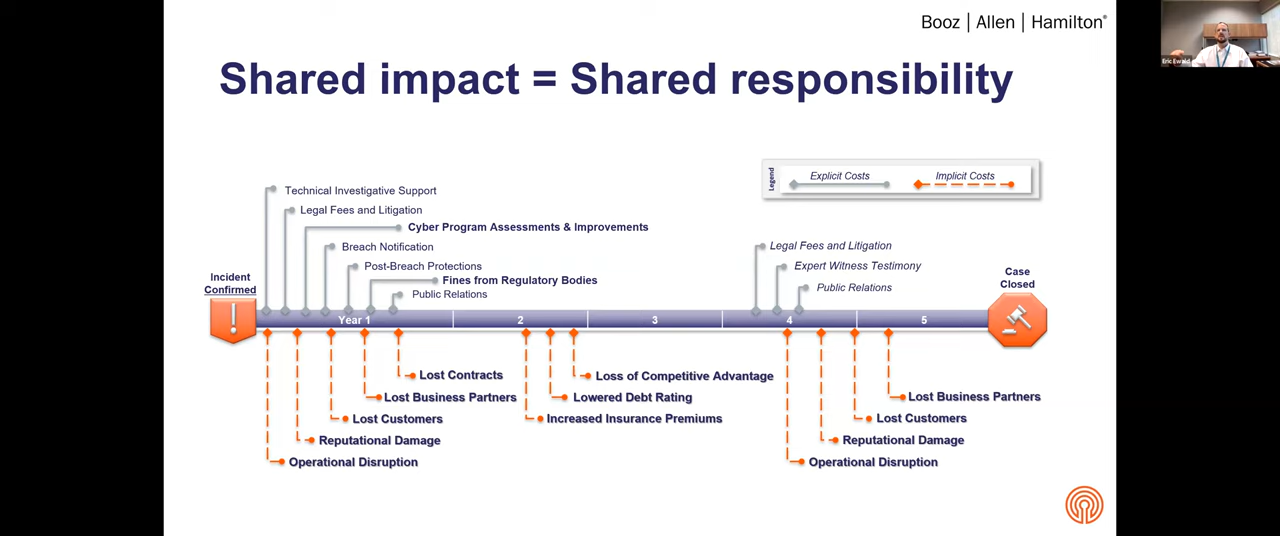 Booz | Allen | Hamilton®
Eric Ewald
Shared impact = Shared responsibility
Legend
Explicit Costs
Implicit Costs
Technical Investigative Support
Legal Fees and Litigation
Cyber Program Assessments & Improvements
Breach Notification
Post-Breach Protections
Fines from Regulatory Bodies
Public Relations
Legal Fees and Litigation
Expert Witness Testimony
Public Relations
Incident
Confirmed
Case
Closed
Year 1
2
3
4
5
Lost Contracts
Lost Business Partners
Lost Customers
Reputational Damage
Operational Disruption
Loss of Competitive Advantage
Lowered Debt Rating
Increased Insurance Premiums
Lost Business Partners
Lost Customers
Reputational Damage
Operational Disruption